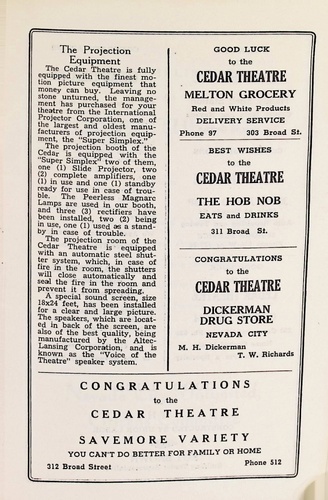 The Projection
Equipment
The Cedar Theatre is fully
equipped with the finest mo-
tion picture equipment that
money can buy. Leaving no
stone unturned, the manage-
ment has purchased for your
theatre from the International
Projector Corporation, one of
the largest and oldest manu-
facturers of projection equip-
ment, the "Super Simplex."
The projection booth of the
Cedar is equipped with the
"Super Simplex" two of them,
one (1) Slide Projector, two
(2) complete amplifiers, one
(1) in use and one (1) standby
ready for use in case of trou-
ble. The Peerless Magnarc
Lamps are used in our booth,
and three (3) rectifiers have
been installed, two (2) being
in use, one (1) used as a stand-
by in case of trouble.
The projection room of the
Cedar Theatre is equipped
with an automatic steel shut-
ter system, which, in case of
fire in the room, the shutters
will close automatically and
seal the fire in the room and
prevent it from spreading.
A special sound screen, size
18x24 feet, has been installed
for a clear and large picture.
The speakers, which are locat-
ed in back of the screen, are
also of the best quality, being
manufactured by the Altec-
Lansing Corporation, and is
known as the "Voice of the
Theatre" speaker system.
GOOD LUCK
to the
CEDAR THEATRE
MELTON GROCERY
Red and White Products
DELIVERY SERVICE
Phone 97 303 Broad St.
BEST WISHES
to the
CEDAR THEATRE
THE HOB NOB
EATS and DRINKS
311 Broad St.
CONGRATULATIONS
to the
CEDAR THEATRE
DICKERMAN
DRUG STORE
NEVADA CITY
M. H. Dickerman
T. W. Richards
CONGRATULATIONS
to the
CEDAR THEATRE
SAVEMORE VARIETY
YOU CAN'T DO BETTER FOR FAMILY OR HOME
312 Broad Street Phone 512